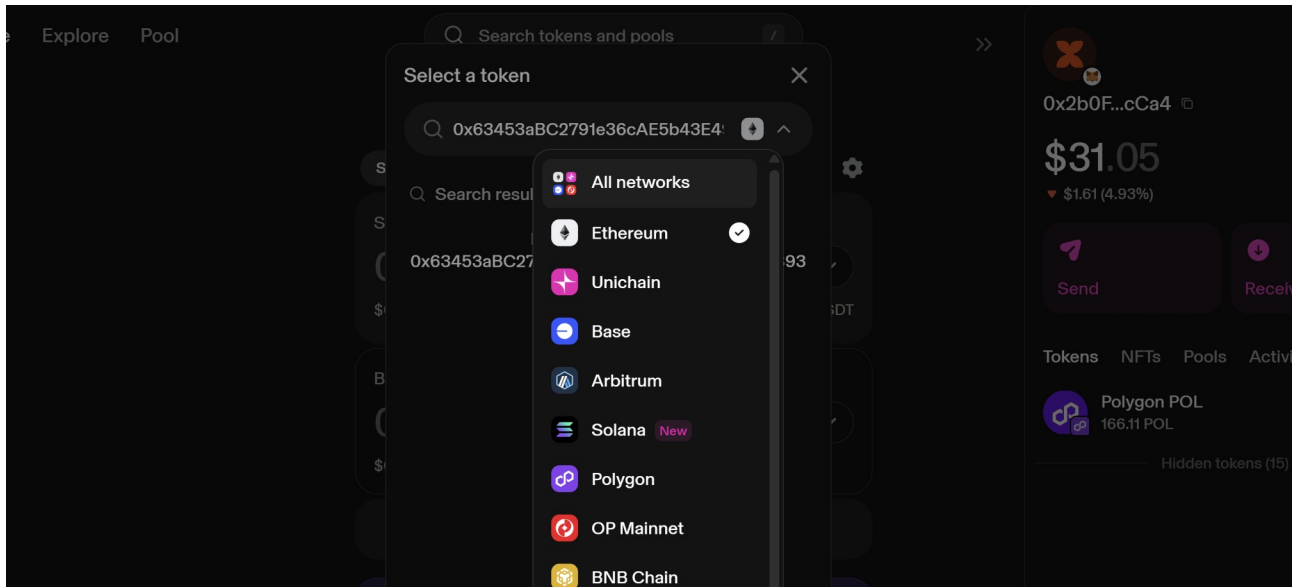 Explore Pool
Search tokens and pools /
Select a token
0x63453aBC2791e36cAE5b43E4
All networks
Search resul
Ethereum
0x63453aBC27
93
Unichain
Base
Arbitrum
Solana New
Polygon
OP Mainnet
BNB Chain
0x2b0F...cCa4
$31.05
$1.61 (4.93%)
Send
Receiv
Tokens NFTs Pools Activi
Polygon POL
166.11 POL
Hidden tokens (15)